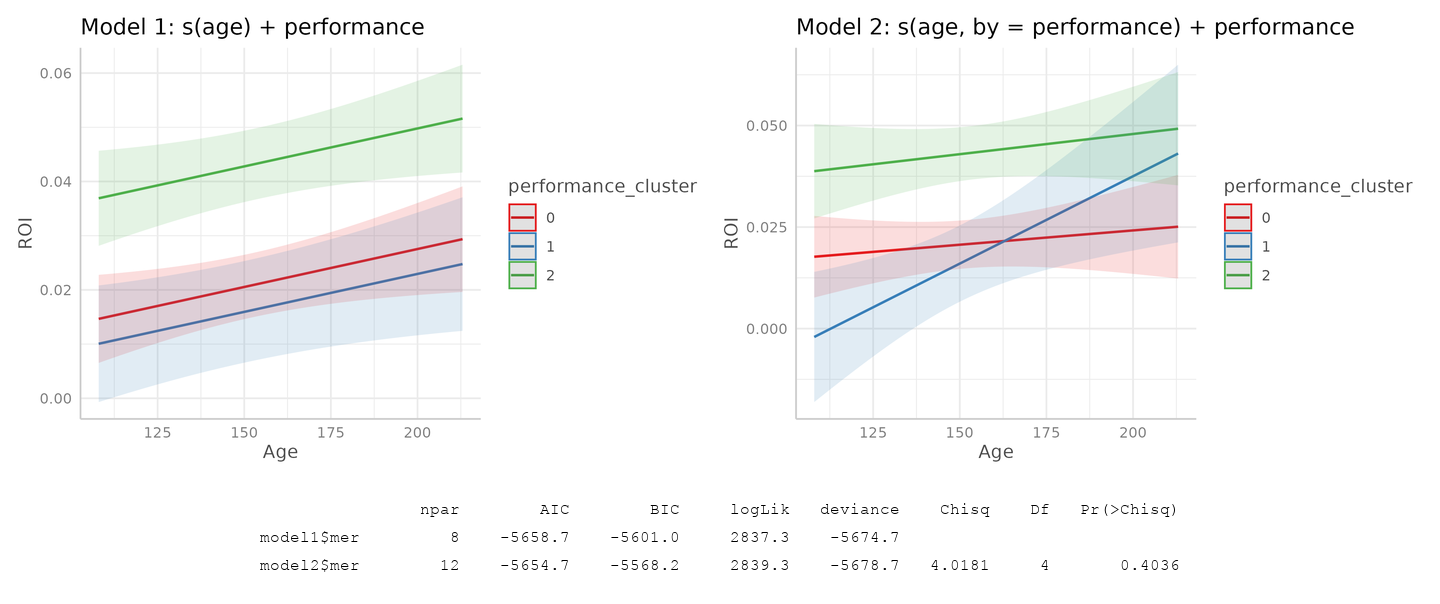 Model 1: s(age) + performance
0.06
0.04
0.02
0.00
ROI
125 150 175 200
Age
performance_cluster
0
1
2
Model 2: s(age, by = performance) + performance
0.050
0.025
0.000
ROI
125 150 175 200
Age
performance_cluster
0
1
2
npar AIC BIC logLik deviance Chisq Df Pr(>Chisq)
model1$mer 8 -5658.7 -5601.0 2837.3 -5674.7
model2$mer 12 -5654.7 -5568.2 2839.3 -5678.7 4.0181 4 0.4036